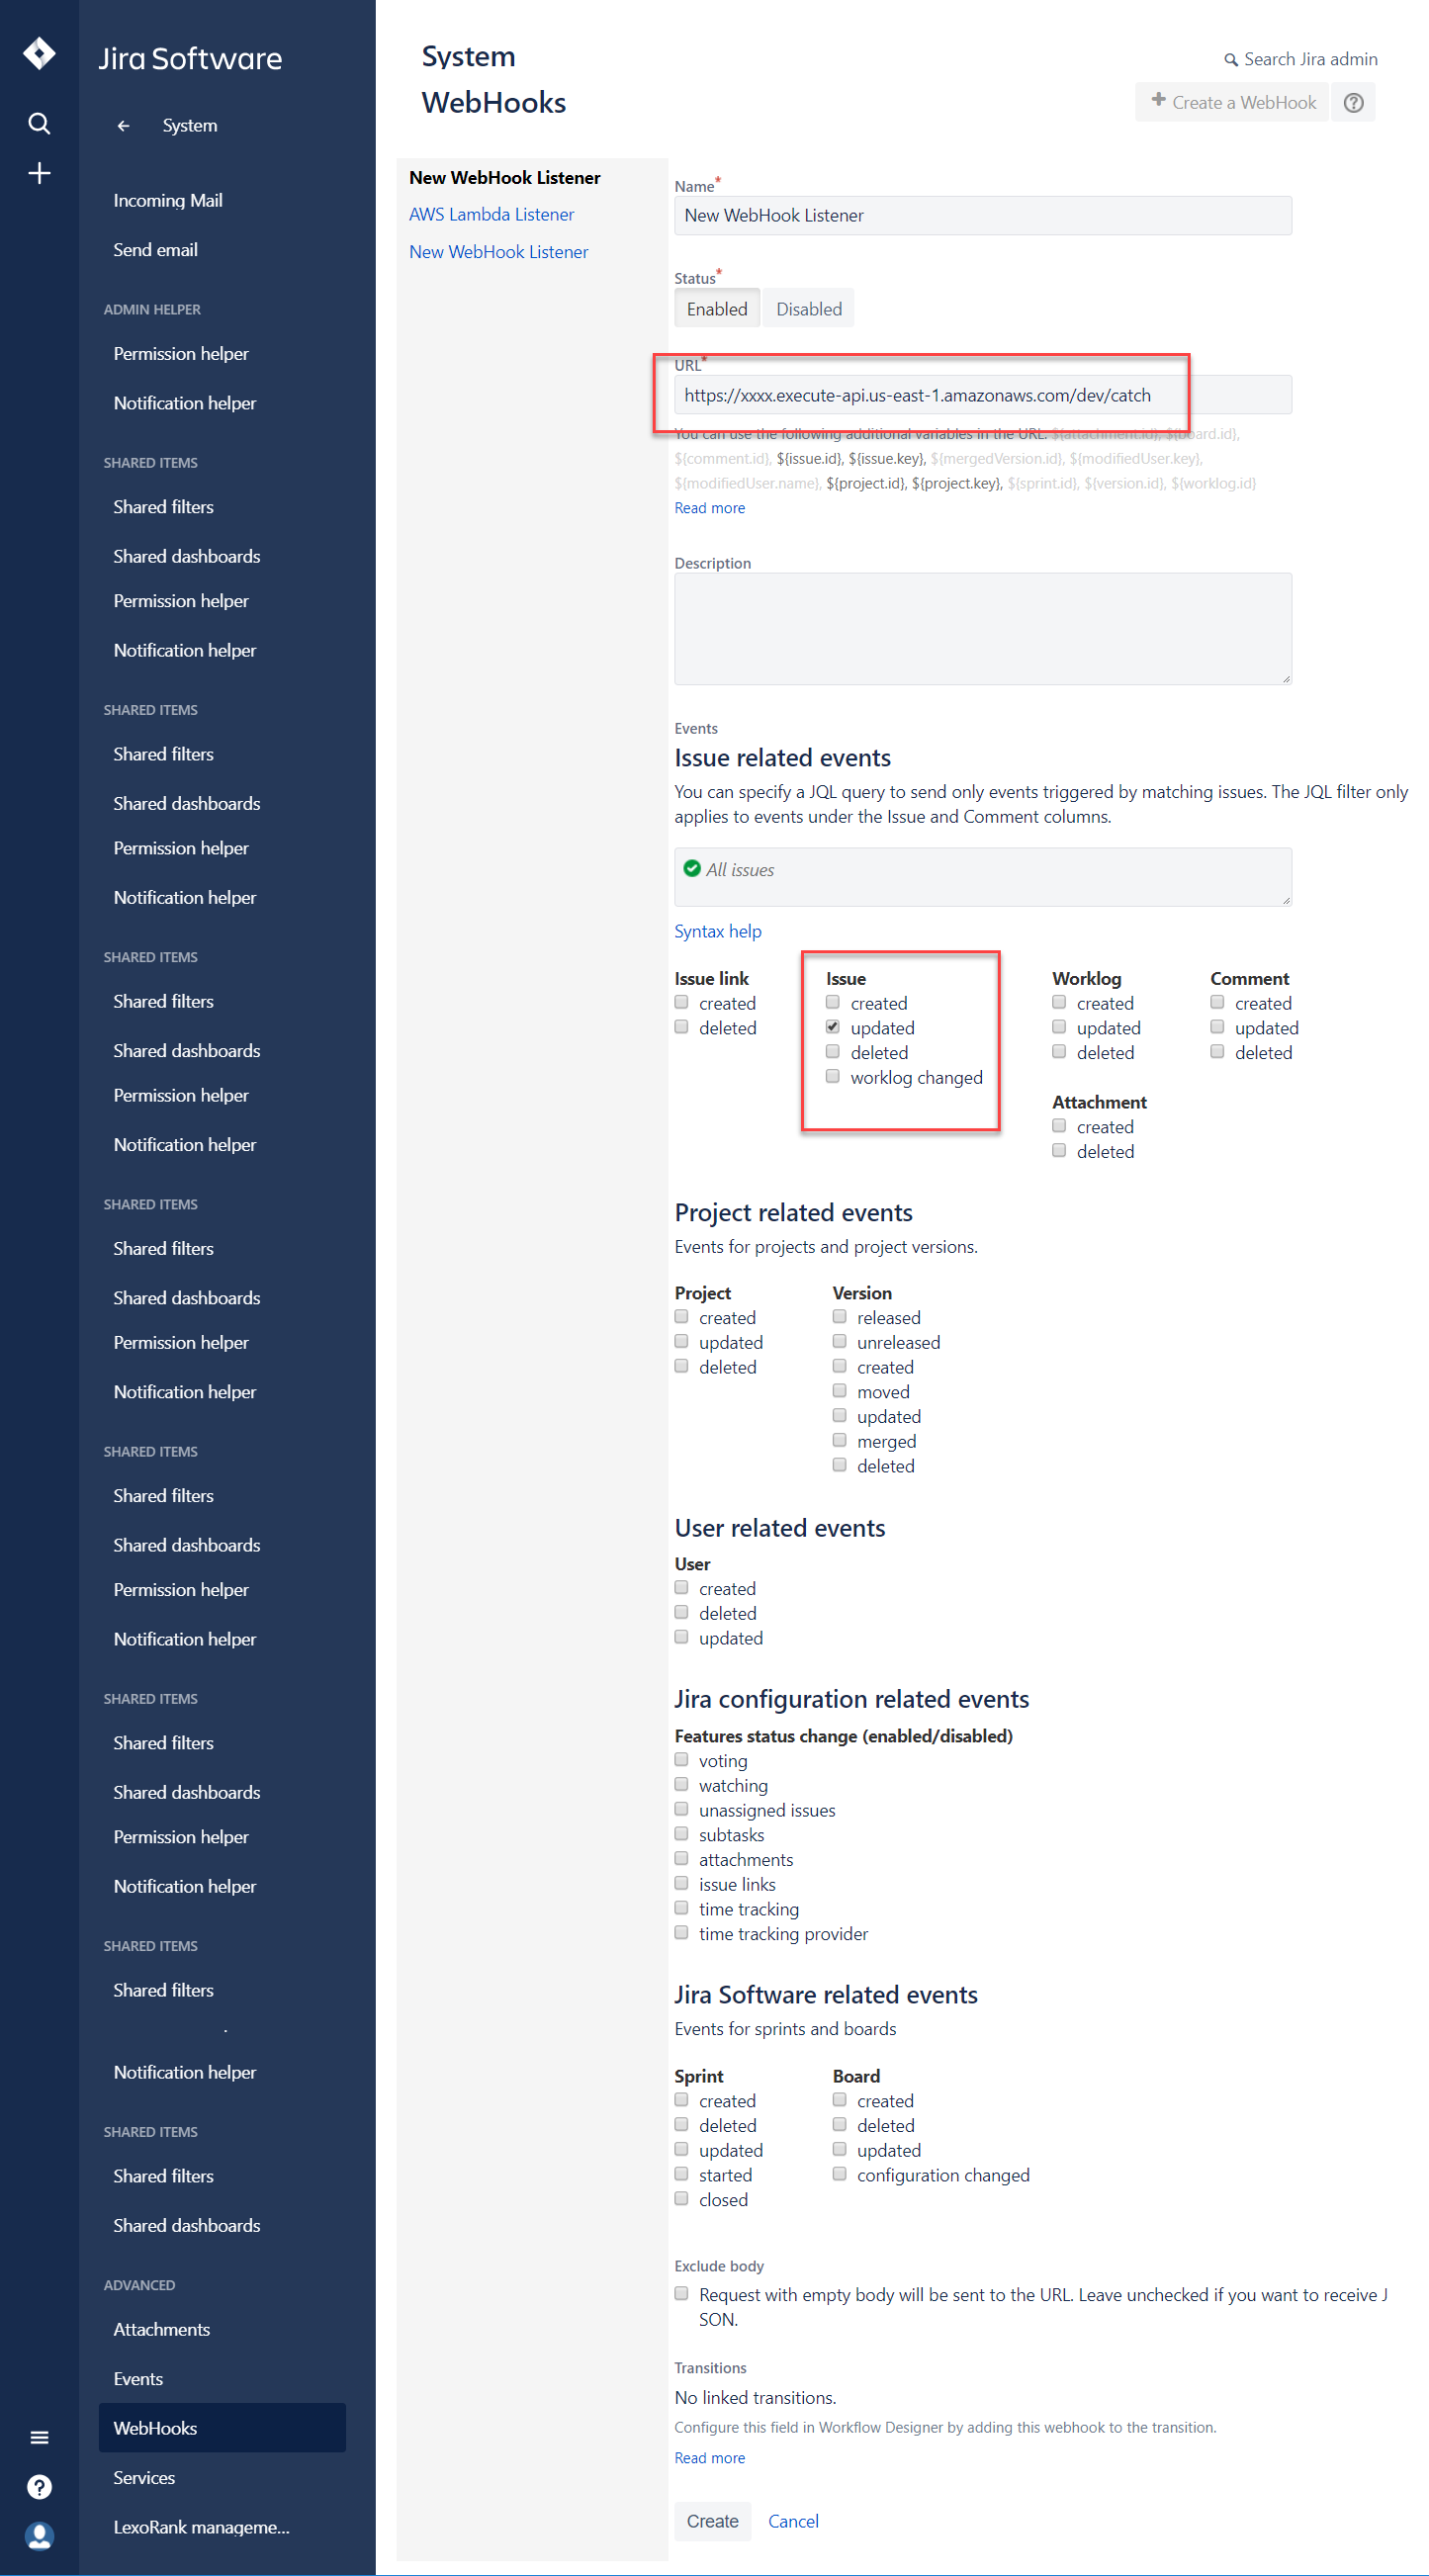 Jira Software
System
Incoming Mail
Send email
ADMIN HELPER
Permission helper
Notification helper
SHARED ITEMS
Shared filters
Shared dashboards
Permission helper
Notification helper
SHARED ITEMS
Shared filters
Shared dashboards
Permission helper
Notification helper
SHARED ITEMS
Shared filters
Shared dashboards
Permission helper
Notification helper
SHARED ITEMS
Shared filters
Shared dashboards
Permission helper
Notification helper
SHARED ITEMS
Shared filters
Shared dashboards
Permission helper
Notification helper
SHARED ITEMS
Shared filters
Shared dashboards
Permission helper
Notification helper
SHARED ITEMS
Shared filters
Notification helper
SHARED ITEMS
Shared filters
Shared dashboards
ADVANCED
Attachments
Events
WebHooks
Services
LexoRank manageme...
System
Search Jira admin
WebHooks
+ Create a WebHook
New WebHook Listener
AWS Lambda Listener
New WebHook Listener
Name*
New WebHook Listener
Status*
Enabled Disabled
URL*
https://xxxx.execute-api.us-east-1.amazonaws.com/dev/catch
You can use the following additional variables in the URL. ${attachment.id}, ${board.id},
${comment.id}, ${issue.id}, ${issue.key}, ${mergedVersion.id}, ${modifiedUser.key},
${modifiedUser.name}, ${project.id}, ${project.key}, ${sprint.id}, ${version.id}, ${worklog.id}
Read more
Description
Events
Issue related events
You can specify a JQL query to send only events triggered by matching issues. The JQL filter only
applies to events under the Issue and Comment columns.
All issues
Syntax help
Issue link
created
deleted
Issue
created
updated
deleted
worklog changed
Worklog
created
updated
deleted
Comment
created
updated
deleted
Attachment
created
deleted
Project related events
Events for projects and project versions.
Project
created
updated
deleted
Version
released
unreleased
created
moved
updated
merged
deleted
User related events
User
created
deleted
updated
Jira configuration related events
Features status change (enabled/disabled)
voting
watching
unassigned issues
subtasks
attachments
issue links
time tracking
time tracking provider
Jira Software related events
Events for sprints and boards
Sprint
created
deleted
updated
started
closed
Board
created
deleted
updated
configuration changed
Exclude body
Request with empty body will be sent to the URL. Leave unchecked if you want to receive J
SON.
Transitions
No linked transitions.
Configure this field in Workflow Designer by adding this webhook to the transition.
Read more
Create Cancel